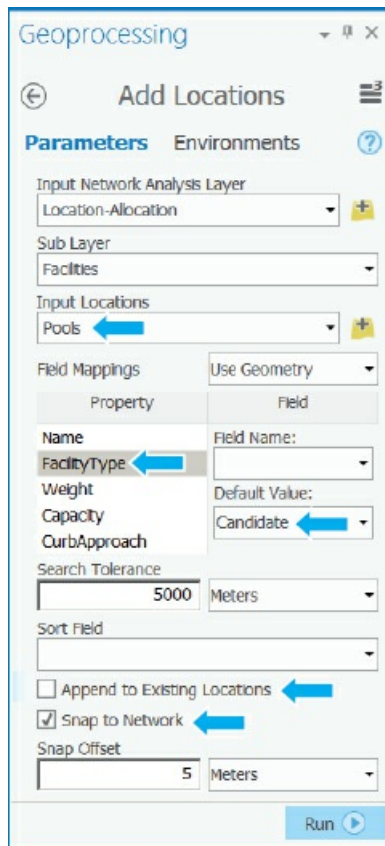 Geoprocessing
Add Locations
3
Parameters Environments ?
Input Network Analysis Layer
Location-Allocation
Sub Layer
Facilities
Input Locations
Pools
Field Mappings Use Geometry
Property Field
Name Field Name:
FacilityType
Weight Default Value:
Capacity Candidate
CurbApproach
Search Tolerance
5000 Meters
Sort Field
Append to Existing Locations
Snap to Network
Snap Offset
5 Meters
Run